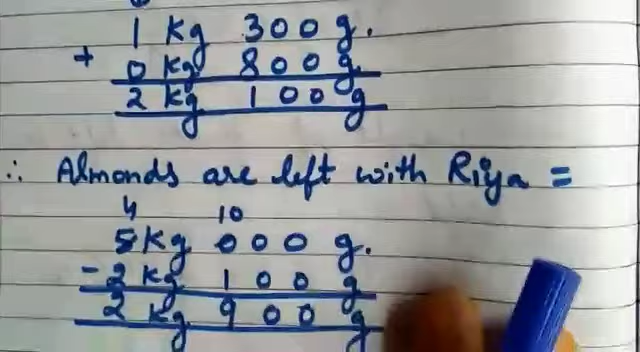 1 Kg 300 g.
+ 0 Kg 800 g
2 Kg 100 g
∴ Almonds are left with Riya =
4 10
5 Kg 000 g.
- 2 Kg 100 g
2 Kg 900 g